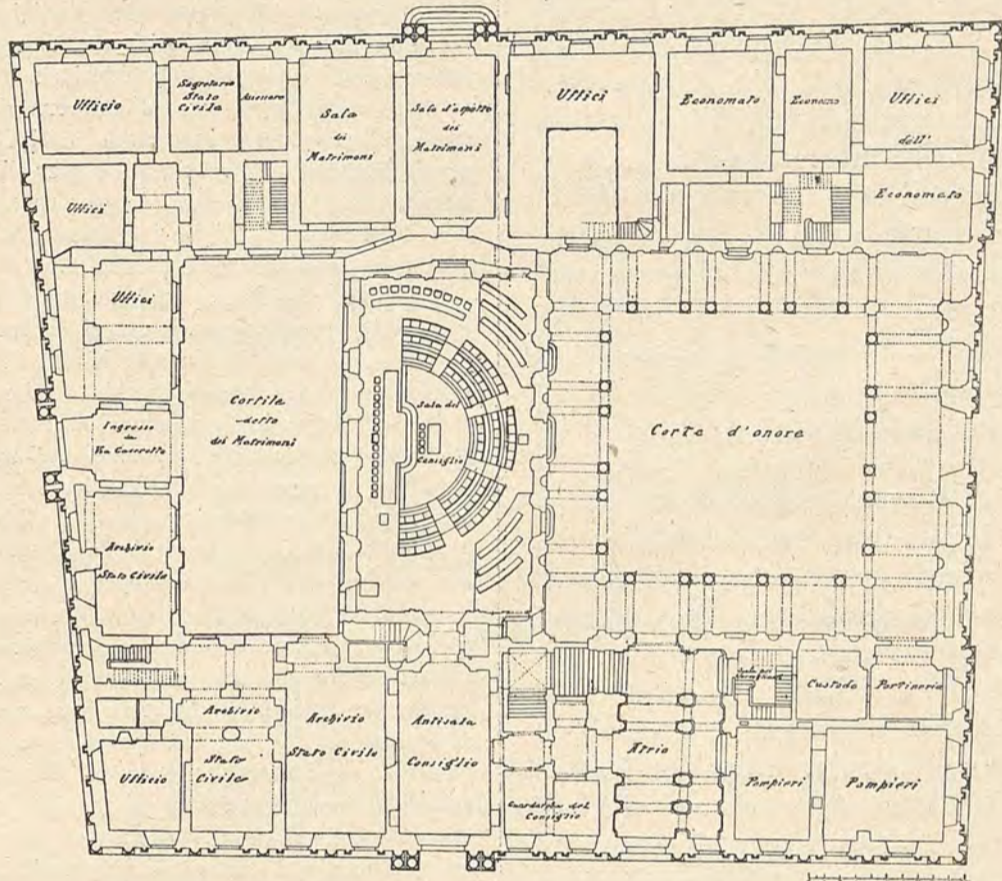 Ufficio
Segretario
Stato
Civile
Assessore
Sala
dei
Matrimoni
Sala d'aspetto
dei
Matrimoni
Uffici
Economato
Economo
Uffici
dell'
Economato
Uffici
Uffici
Cortile
detto
dei Matrimoni
Sala del
Consiglio
Corte d'onore
Ingresso
da
Via
Archivio
Stato Civile
Archivio
Stato
Civile
Ufficio
Archivio
Stato Civile
Antisala
Consiglio
Guardaroba del
Consiglio
Atrio
Custode
Portineria
Pompieri
Pompieri